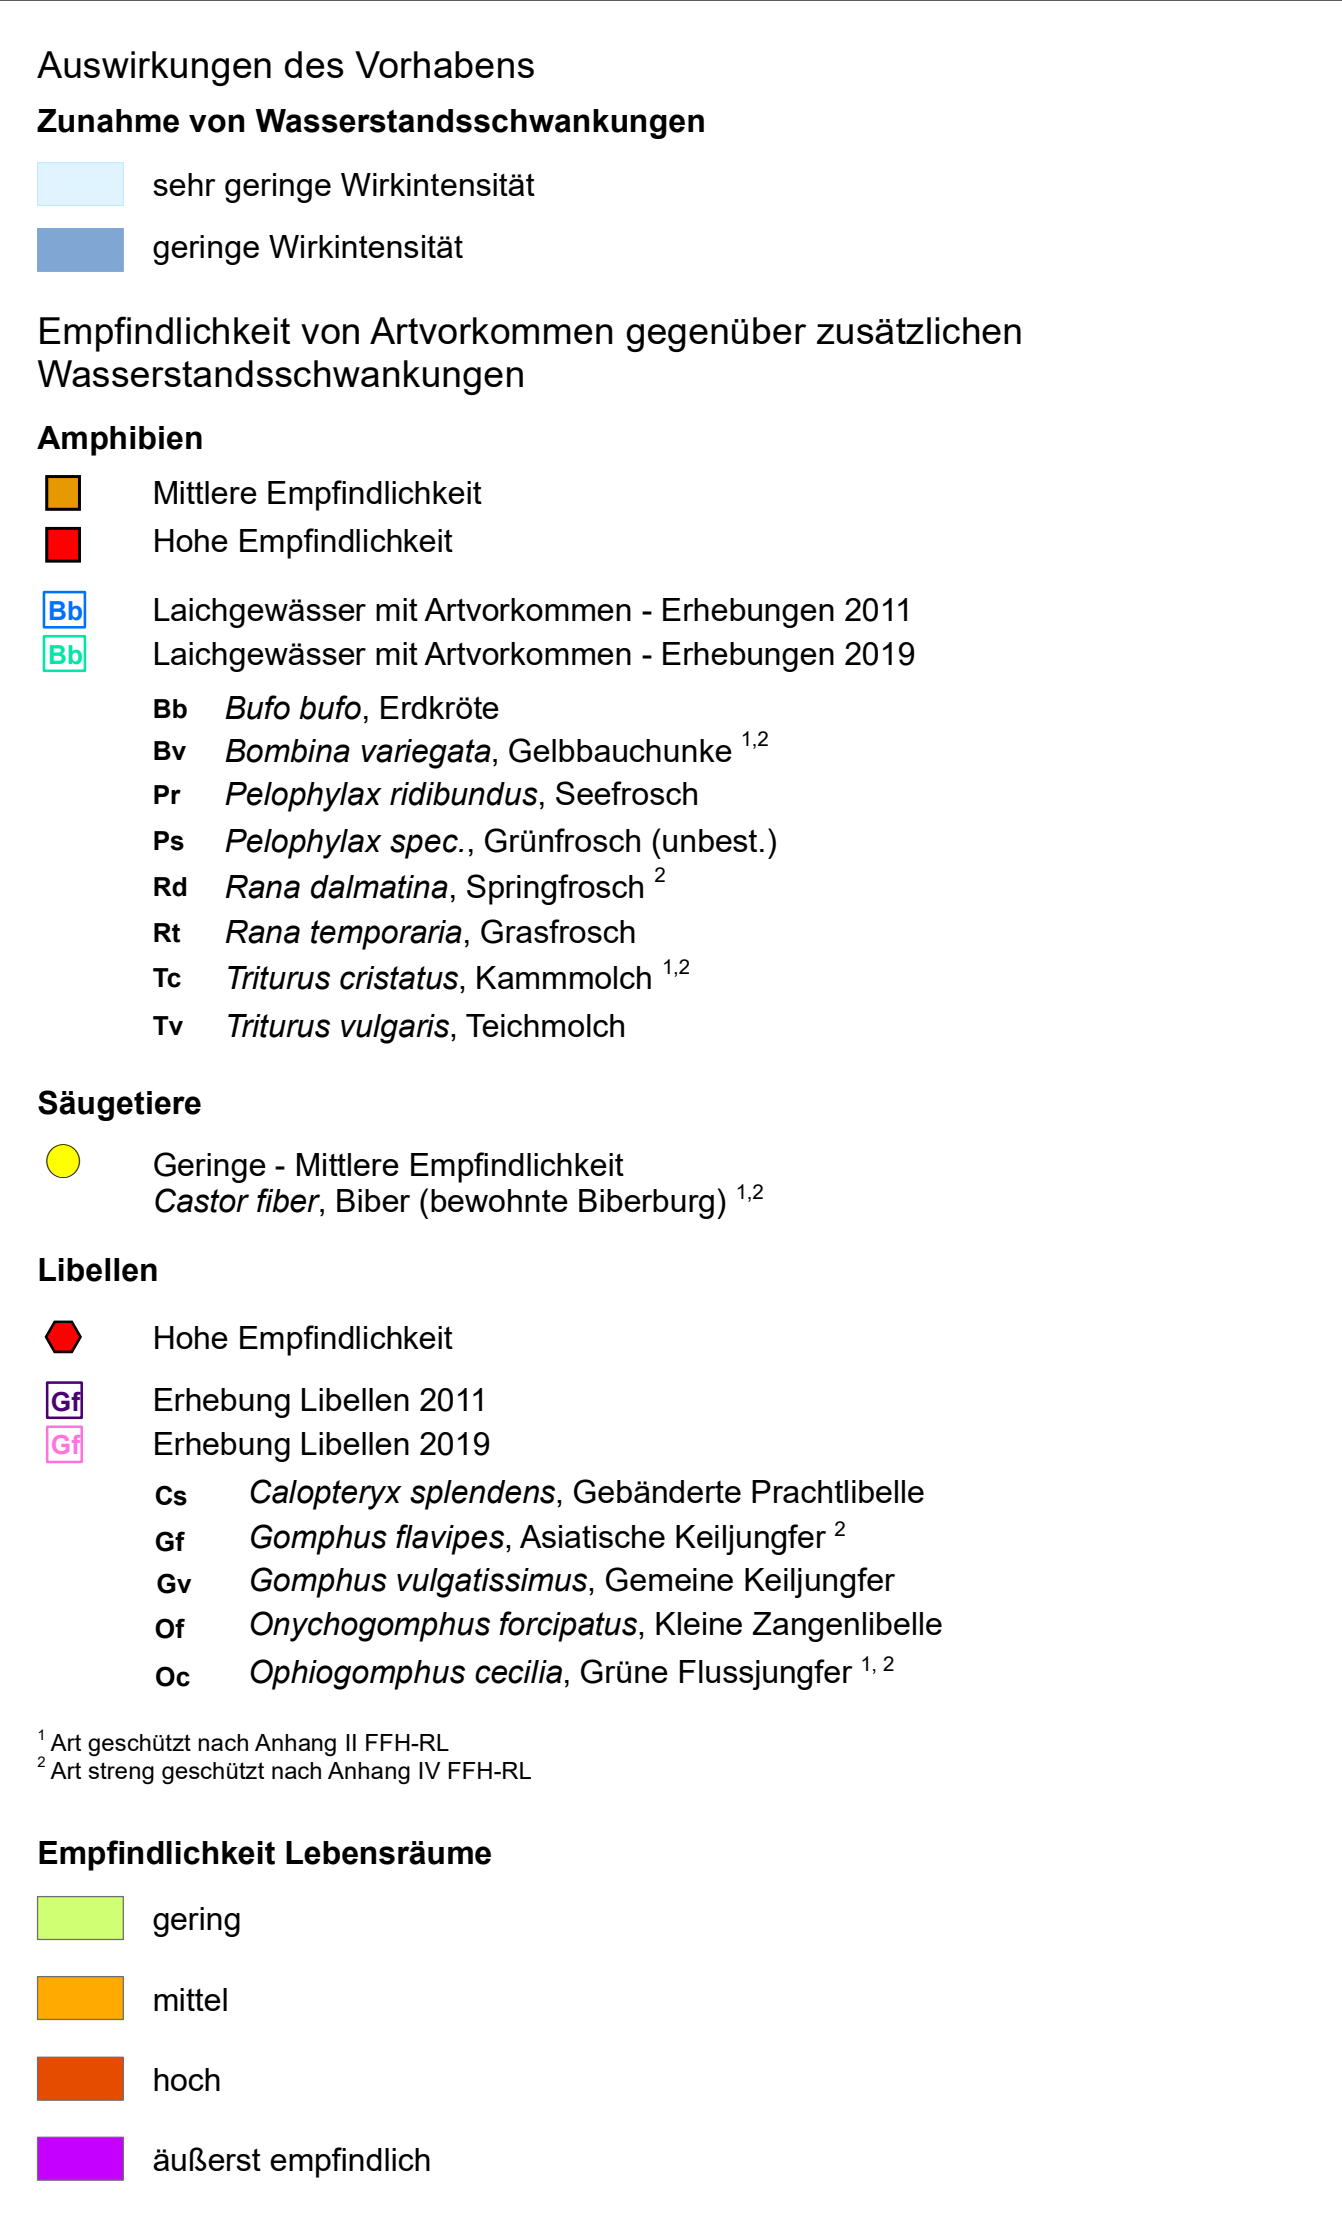 Auswirkungen des Vorhabens
Zunahme von Wasserstandsschwankungen
sehr geringe Wirkintensität
geringe Wirkintensität
Empfindlichkeit von Artvorkommen gegenüber zusätzlichen
Wasserstandsschwankungen
Amphibien
Mittlere Empfindlichkeit
Hohe Empfindlichkeit
Bb Laichgewässer mit Artvorkommen - Erhebungen 2011
Bb Laichgewässer mit Artvorkommen - Erhebungen 2019
Bb Bufo bufo, Erdkröte
Bv Bombina variegata, Gelbbauchunke 1,2
Pr Pelophylax ridibundus, Seefrosch
Ps Pelophylax spec., Grünfrosch (unbest.)
Rd Rana dalmatina, Springfrosch 2
Rt Rana temporaria, Grasfrosch
Tc Triturus cristatus, Kammmolch 1,2
Tv Triturus vulgaris, Teichmolch
Säugetiere
Geringe - Mittlere Empfindlichkeit
Castor fiber, Biber (bewohnte Biberburg) 1,2
Libellen
Hohe Empfindlichkeit
Gf Erhebung Libellen 2011
Gf Erhebung Libellen 2019
Cs Calopteryx splendens, Gebänderte Prachtlibelle
Gf Gomphus flavipes, Asiatische Keiljungfer 2
Gv Gomphus vulgatissimus, Gemeine Keiljungfer
Of Onychogomphus forcipatus, Kleine Zangenlibelle
Oc Ophiogomphus cecilia, Grüne Flussjungfer 1, 2
1 Art geschützt nach Anhang II FFH-RL
2 Art streng geschützt nach Anhang IV FFH-RL
Empfindlichkeit Lebensräume
gering
mittel
hoch
äußerst empfindlich